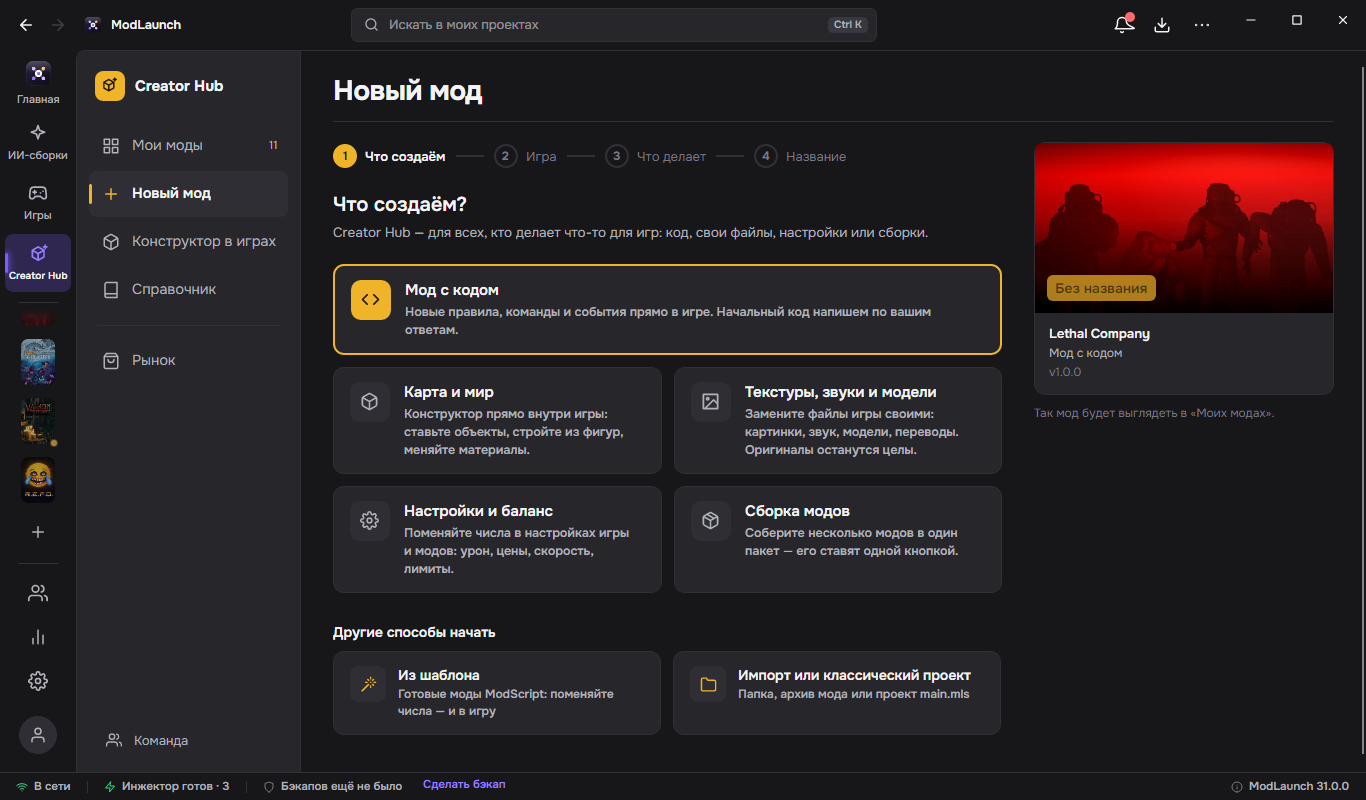 ModLaunch
Искать в моих проектах
Ctrl K
Главная
ИИ-сборки
Игры
Creator Hub
Creator Hub
Мои моды
11
Новый мод
Конструктор в играх
Справочник
Рынок
Команда
Новый мод
1
Что создаём
2
Игра
3
Что делает
4
Название
Что создаём?
Creator Hub — для всех, кто делает что-то для игр: код, свои файлы, настройки или сборки.
Мод с кодом
Новые правила, команды и события прямо в игре. Начальный код напишем по вашим
ответам.
Карта и мир
Конструктор прямо внутри игры:
ставьте объекты, стройте из фигур,
меняйте материалы.
Текстуры, звуки и модели
Замените файлы игры своими:
картинки, звук, модели, переводы.
Оригиналы останутся целы.
Настройки и баланс
Поменяйте числа в настройках игры
и модов: урон, цены, скорость,
лимиты.
Сборка модов
Соберите несколько модов в один
пакет — его ставят одной кнопкой.
Другие способы начать
Из шаблона
Готовые моды ModScript: поменяйте
числа — и в игру
Импорт или классический проект
Папка, архив мода или проект main.mls
Без названия
Lethal Company
Мод с кодом
v1.0.0
Так мод будет выглядеть в «Моих модах».
R.E.P.O.
В сети
Инжектор готов · 3
Бэкапов ещё не было
Сделать бэкап
ModLaunch 31.0.0